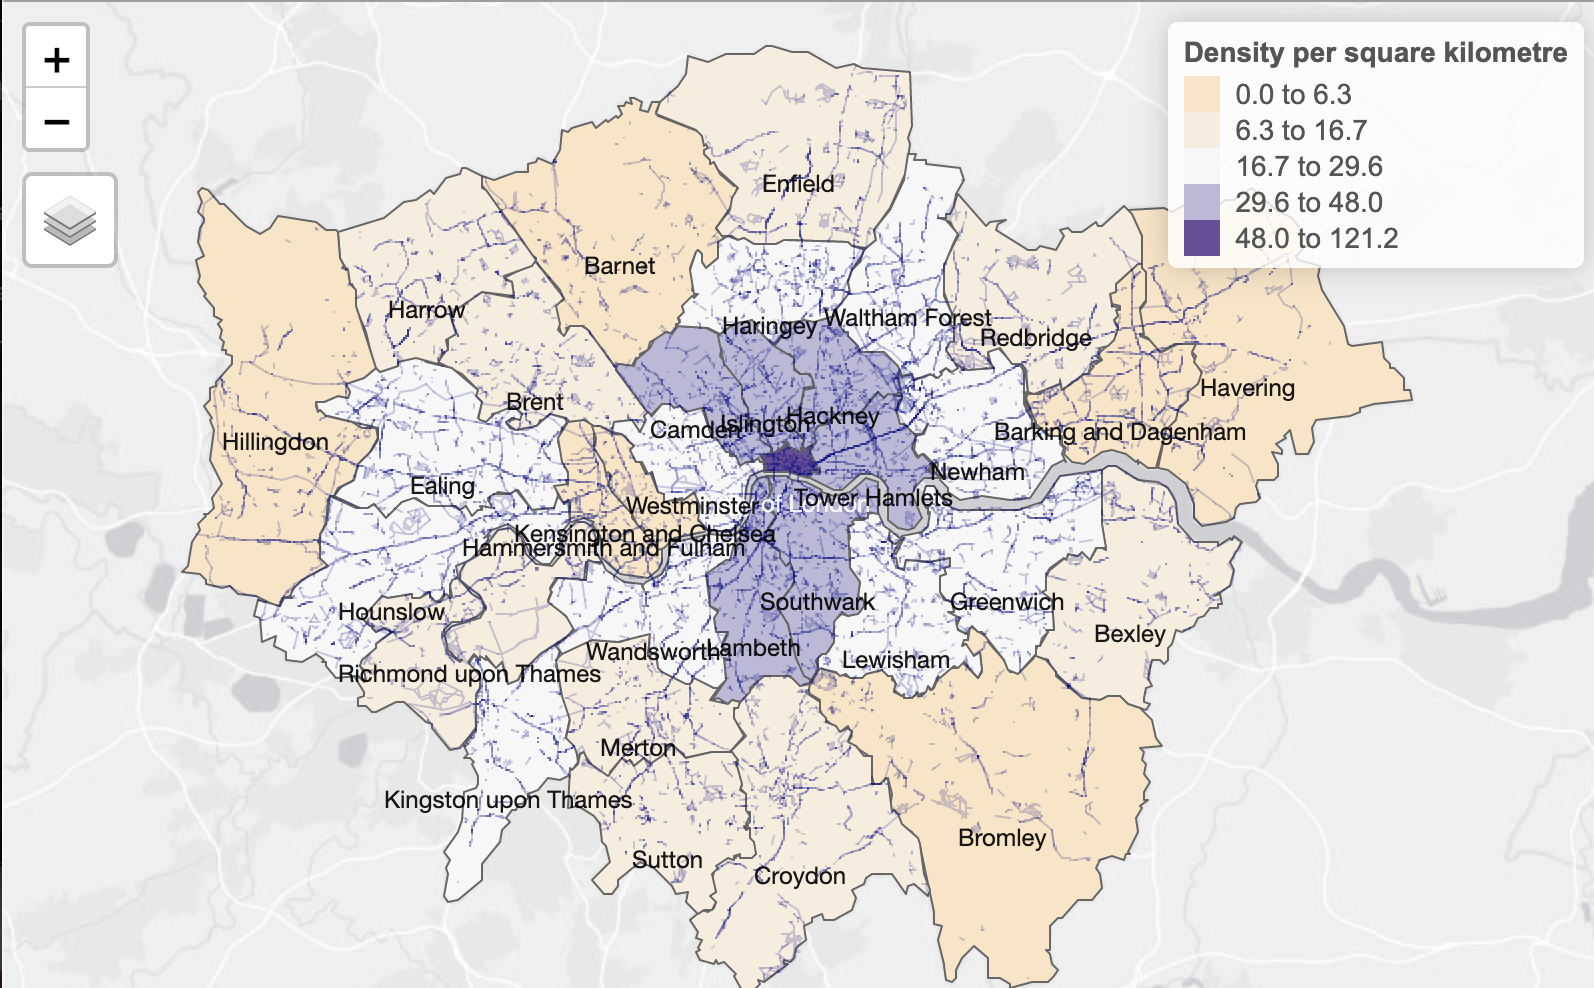 +
−
Density per square kilometre
0.0 to 6.3
6.3 to 16.7
16.7 to 29.6
29.6 to 48.0
48.0 to 121.2
Enfield
Barnet
Harrow
Haringey
Waltham Forest
Redbridge
Havering
Brent
Hackney
Islington
Camden
Barking and Dagenham
Hillingdon
Newham
Ealing
Tower Hamlets
Westminster
of London
Kensington and Chelsea
Hammersmith and Fulham
Southwark
Greenwich
Hounslow
Bexley
Lambeth
Wandsworth
Lewisham
Richmond upon Thames
Merton
Kingston upon Thames
Bromley
Sutton
Croydon